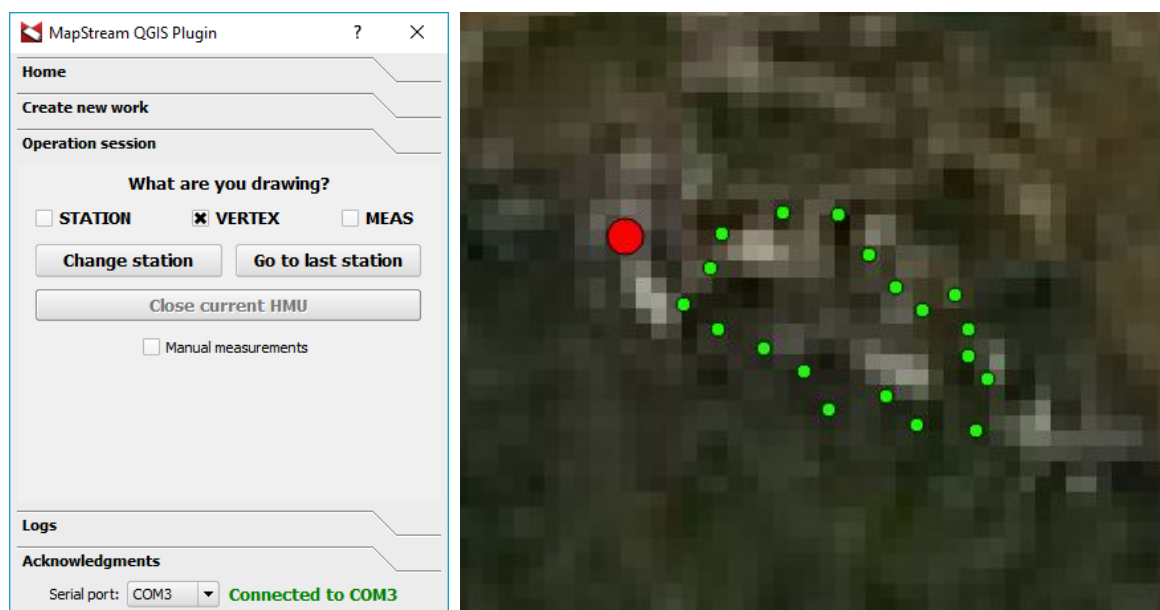 MapStream QGIS Plugin ? ×
Home
Create new work
Operation session
What are you drawing?
STATION VERTEX MEAS
Change station Go to last station
Close current HMU
Manual measurements
Logs
Acknowledgments
Serial port: COM3 Connected to COM3